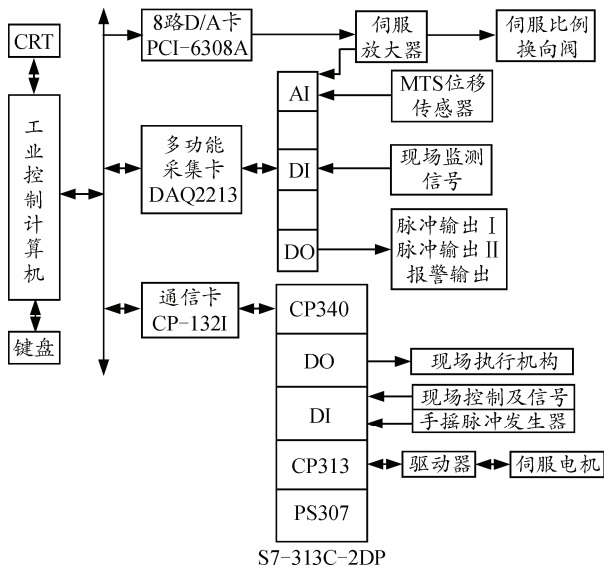 CRT
工业控制计算机
键盘
8路D/A卡
PCI-6308A
伺服
放大器
伺服比例
换向阀
多功能
采集卡
DAQ2213
AI
DI
DO
MTS位移
传感器
现场监测
信号
脉冲输出Ⅰ
脉冲输出Ⅱ
报警输出
通信卡
CP-132I
CP340
DO
DI
CP313
PS307
现场执行机构
现场控制及信号
手摇脉冲发生器
驱动器
伺服电机
S7-313C-2DP